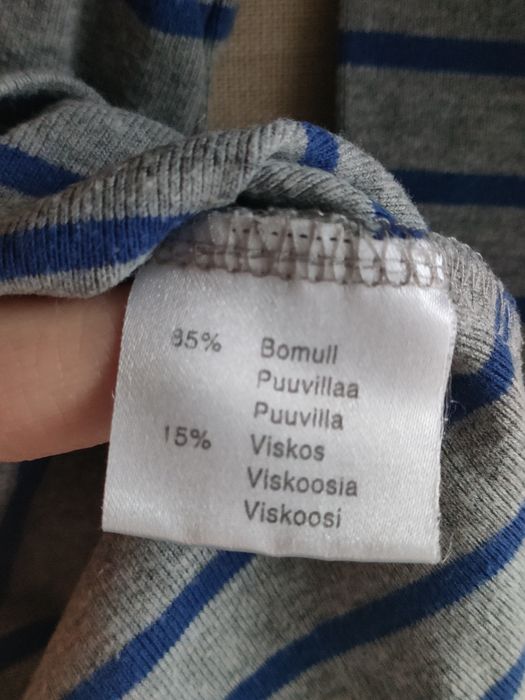 85% Bomull
Puuvillaa
Puuvilla
15% Viskos
Viskoosia
Viskoosi